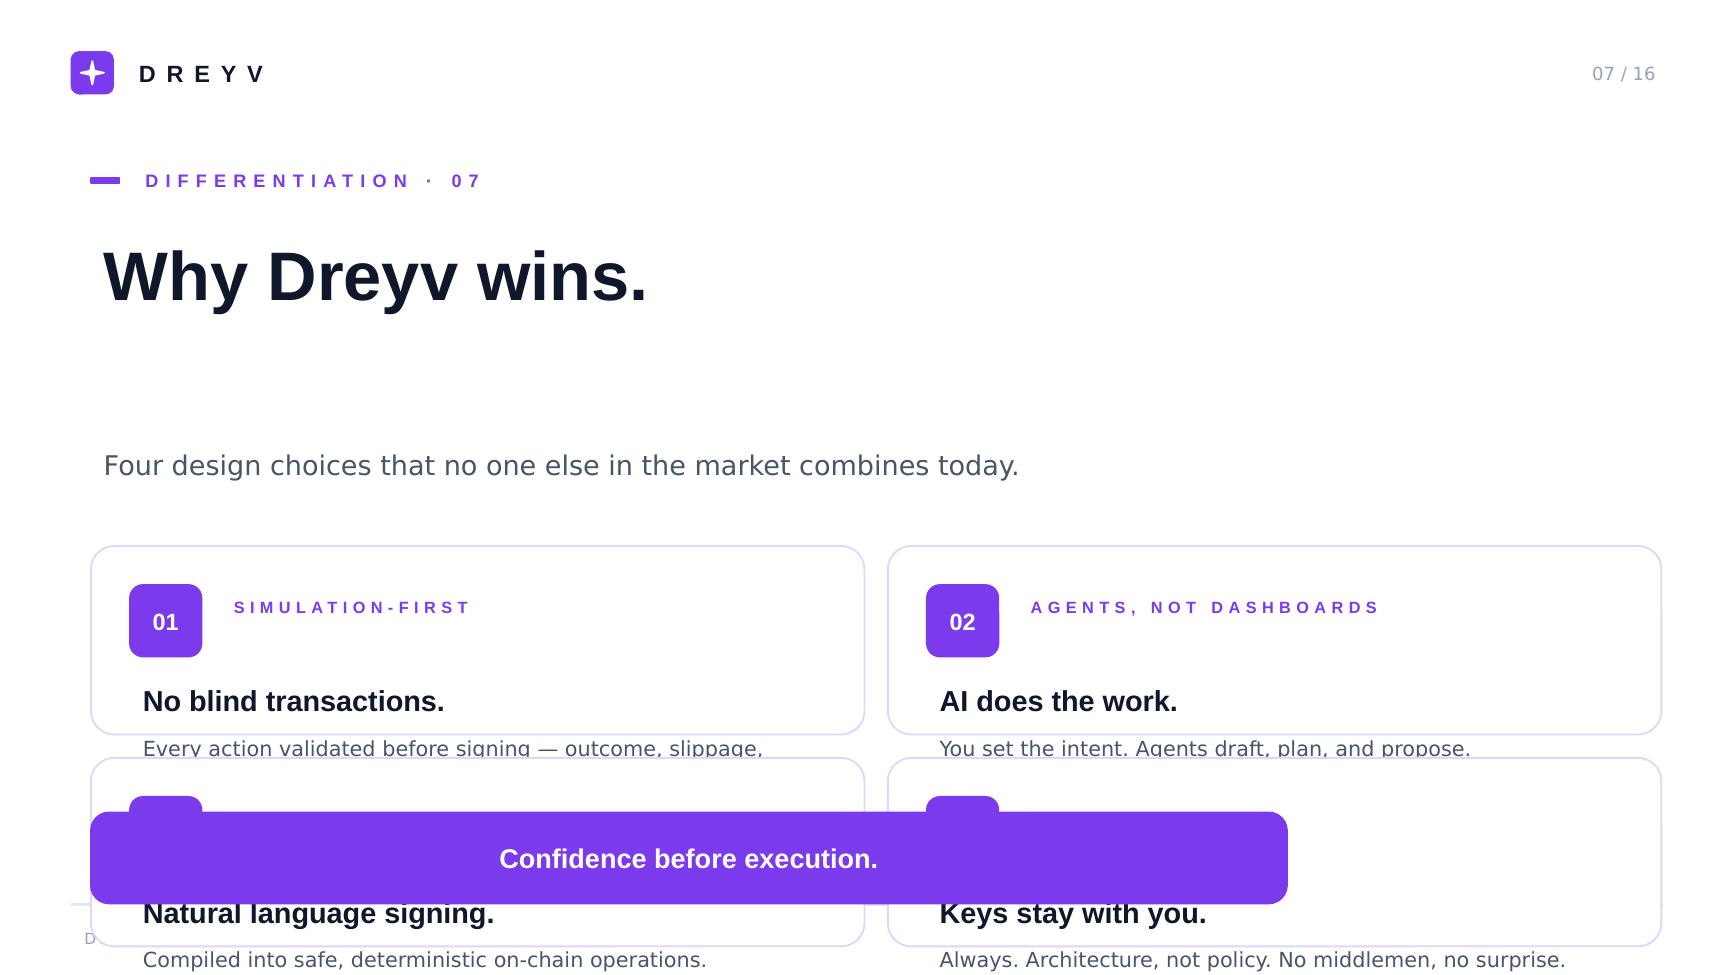 DREYV
07 / 16
DIFFERENTIATION · 07
Why Dreyv wins.
Four design choices that no one else in the market combines today.
01
SIMULATION-FIRST
No blind transactions.
Every action validated before signing — outcome, slippage,
02
AGENTS, NOT DASHBOARDS
AI does the work.
You set the intent. Agents draft, plan, and propose.
Confidence before execution.
Natural language signing.
Compiled into safe, deterministic on-chain operations.
Keys stay with you.
Always. Architecture, not policy. No middlemen, no surprise.
D